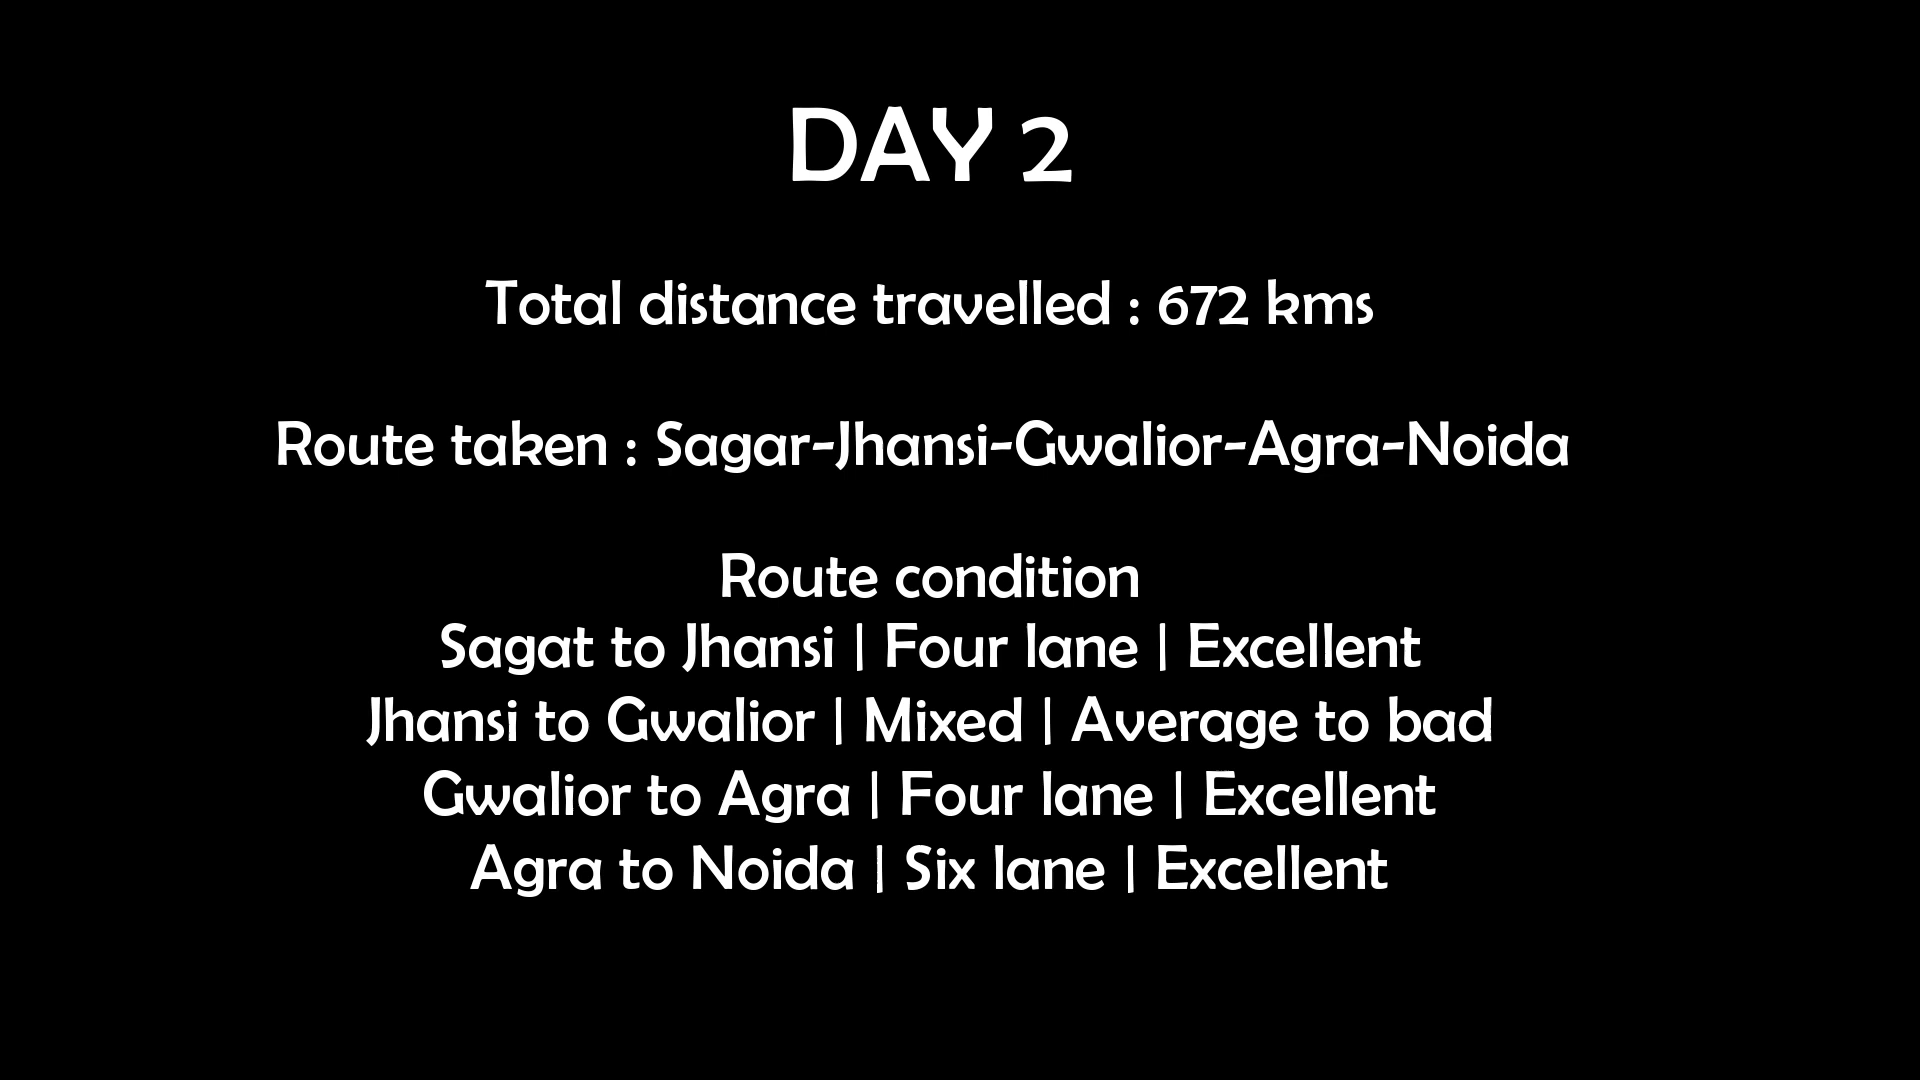 DAY 2
Total distance travelled : 672 kms
Route taken : Sagar-Jhansi-Gwalior-Agra-Noida
Route condition
Sagat to Jhansi | Four lane | Excellent
Jhansi to Gwalior | Mixed | Average to bad
Gwalior to Agra | Four lane | Excellent
Agra to Noida | Six lane | Excellent